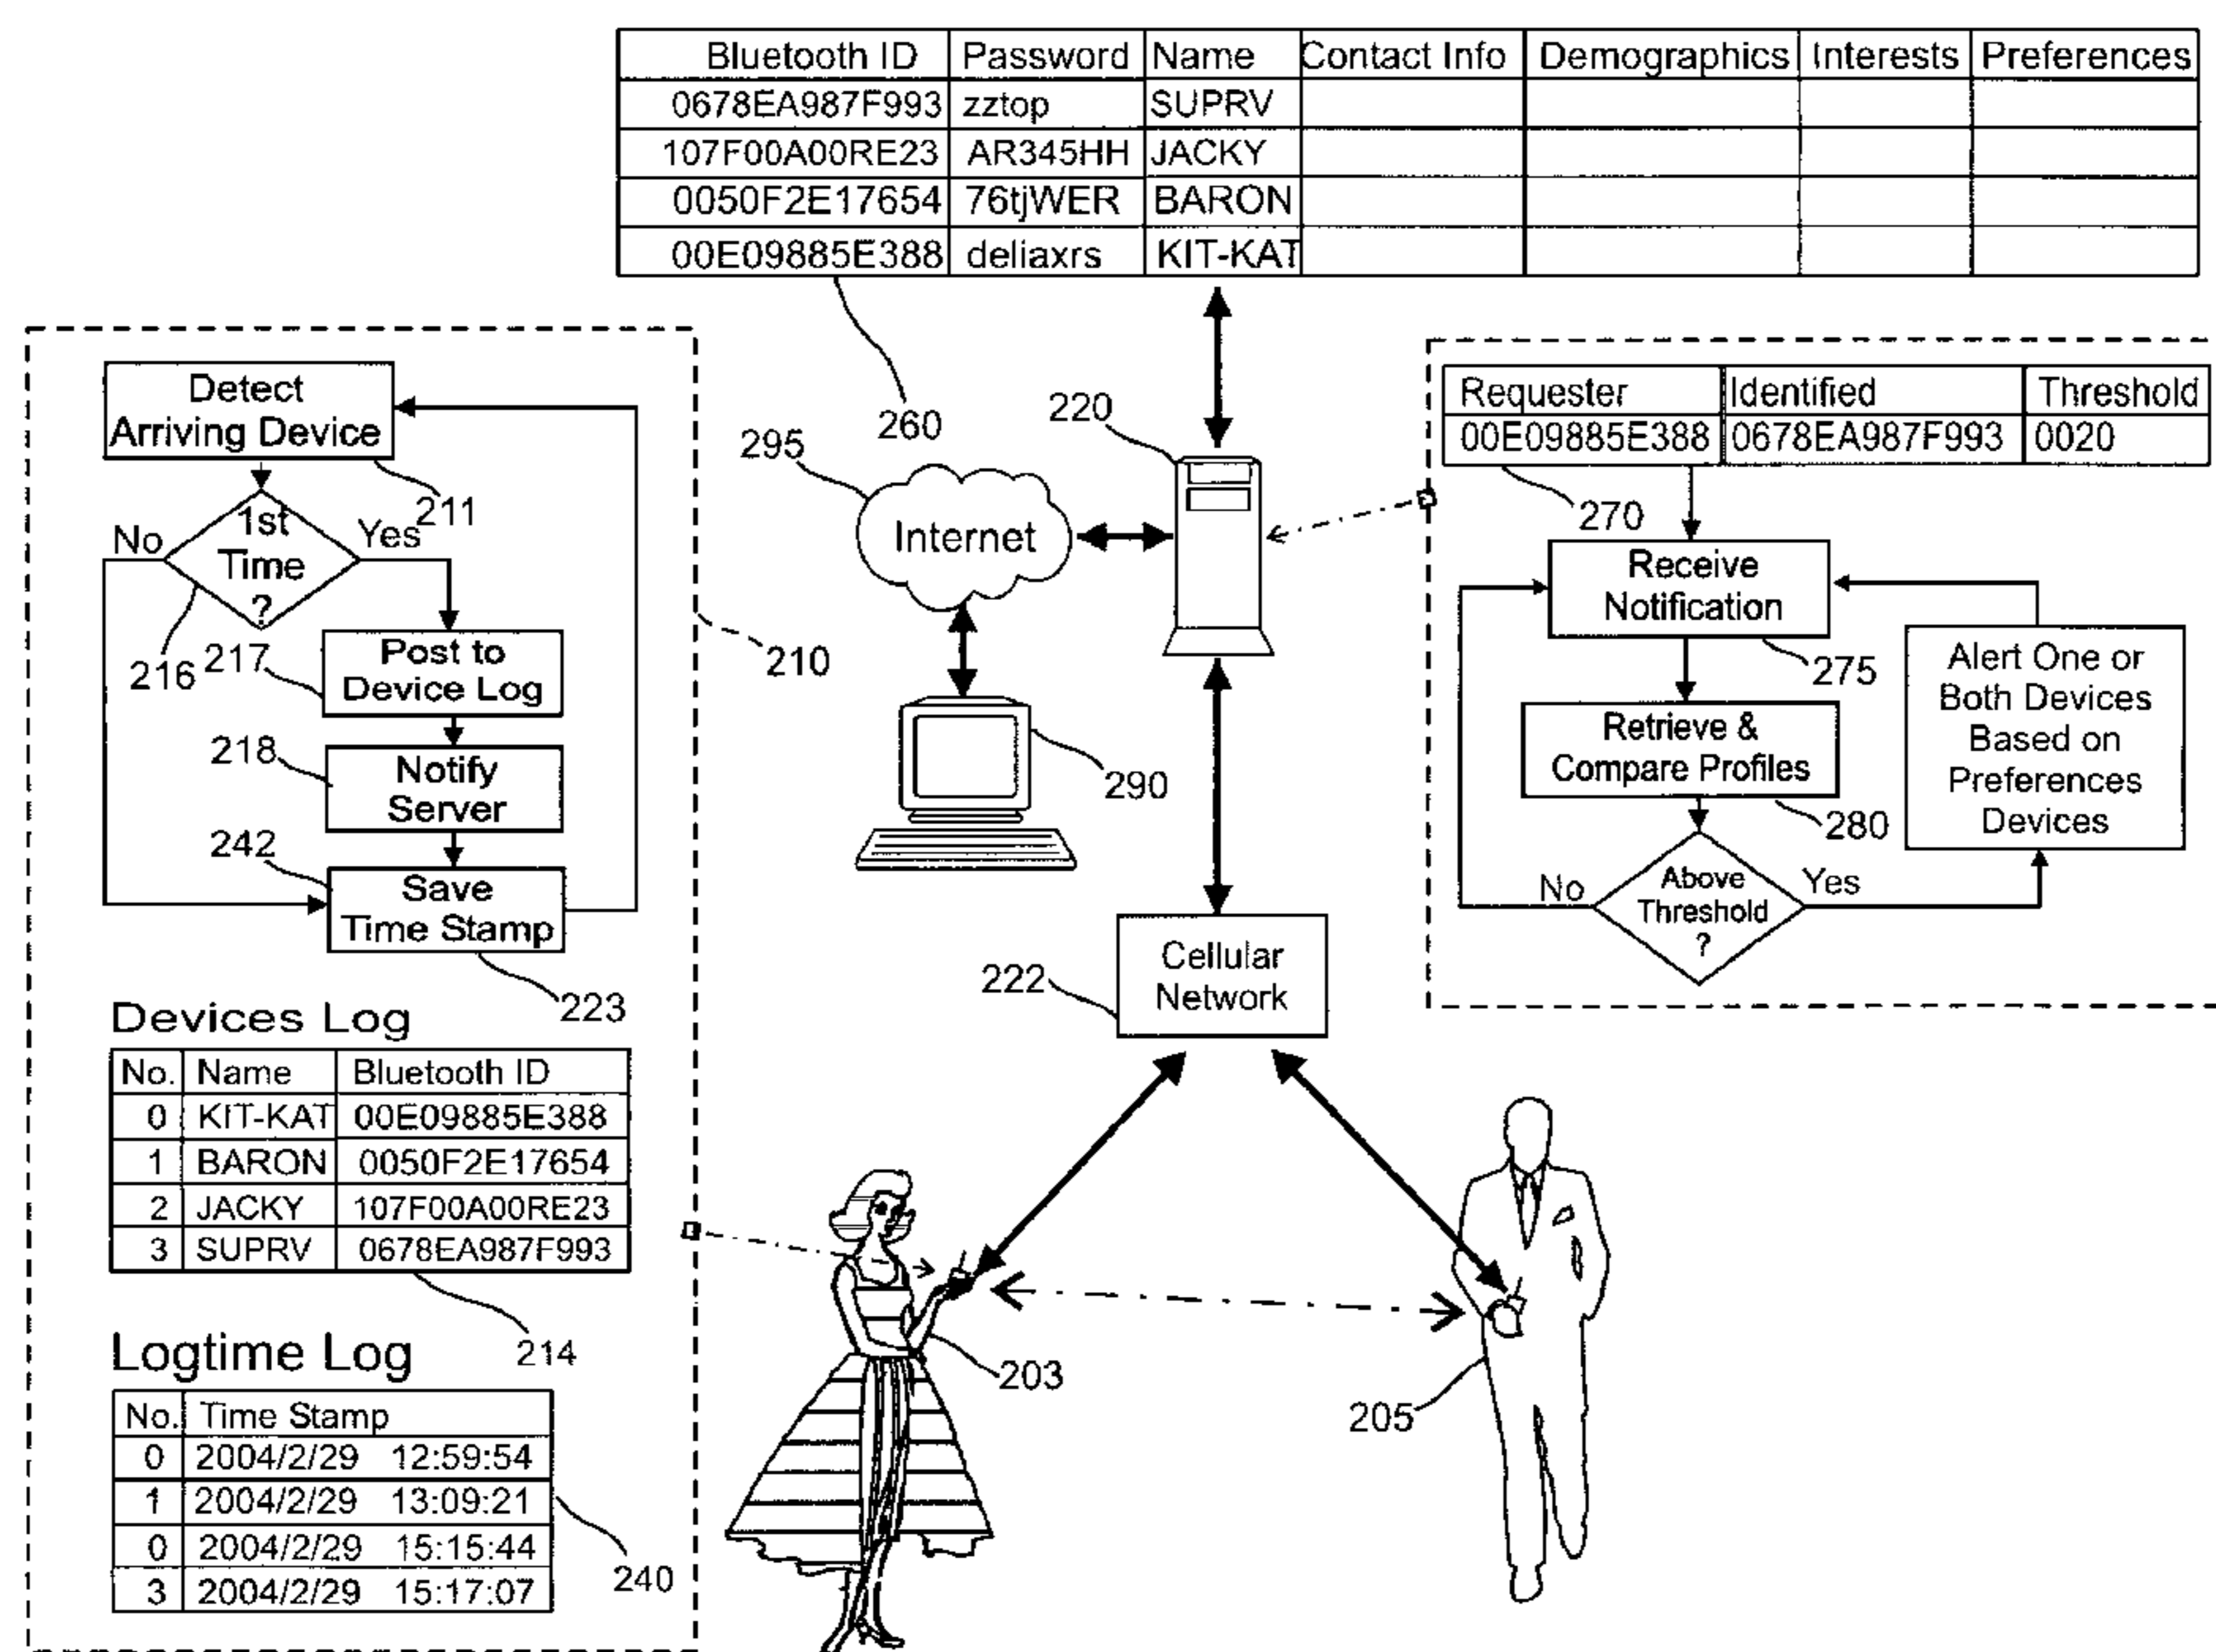 Bluetooth ID Password Name Contact Info Demographics Interests Preferences
0678EA987F993 zztop SUPRV
107F00A00RE23 AR345HH JACKY
0050F2E17654 76tjWER BARON
00E09885E388 deliaxrs KIT-KAT
260
Detect
Arriving Device
211
1st
Time
?
No
Yes
216
217
Post to
Device Log
218
Notify
Server
242
Save
Time Stamp
223
210
Devices Log
No. Name Bluetooth ID
0 KIT-KAT 00E09885E388
1 BARON 0050F2E17654
2 JACKY 107F00A00RE23
3 SUPRV 0678EA987F993
214
Logtime Log
No. Time Stamp
0 2004/2/29 12:59:54
1 2004/2/29 13:09:21
0 2004/2/29 15:15:44
3 2004/2/29 15:17:07
240
295
Internet
220
290
Cellular
Network
222
203
205
Requester Identified Threshold
00E09885E388 0678EA987F993 0020
270
Receive
Notification
275
Retrieve &
Compare Profiles
280
Above
Threshold
?
No
Yes
Alert One or
Both Devices
Based on
Preferences
Devices